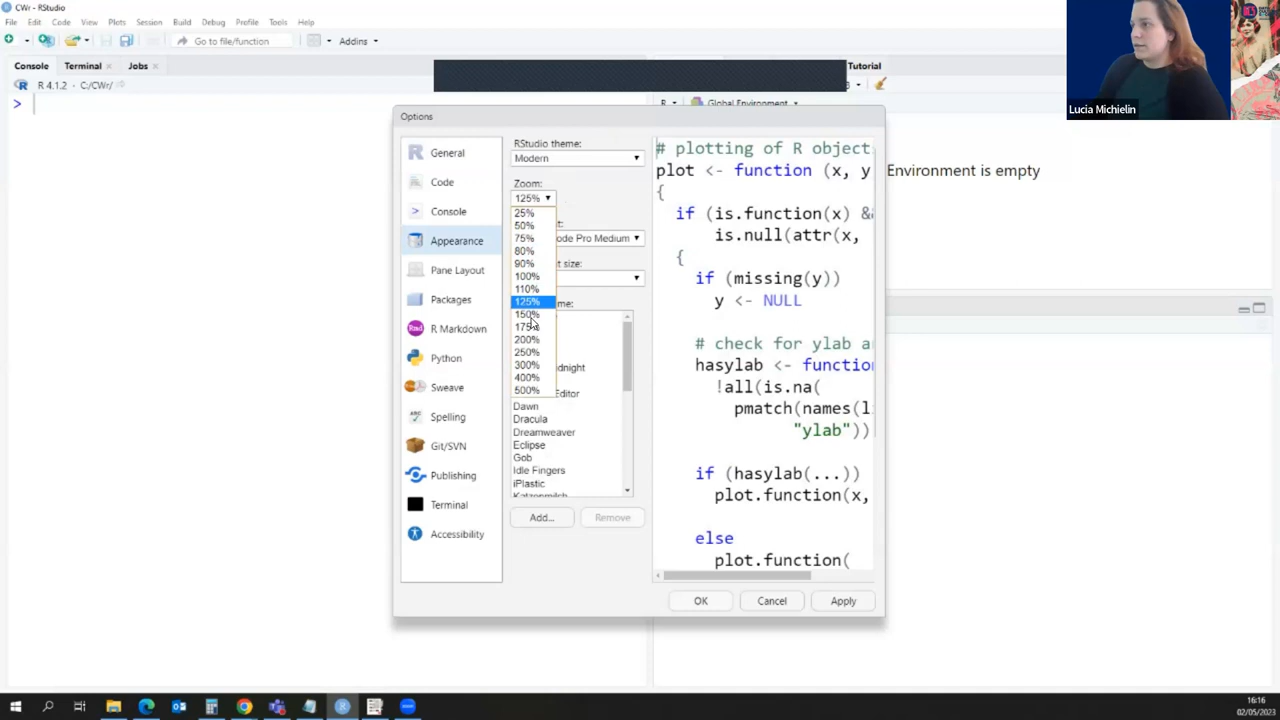 CWr - RStudio
File Edit Code View Plots Session Build Debug Profile Tools Help
Go to file/function
Addins
Lucia Michielin
Console Terminal Jobs
Tutorial
R 4.1.2 · C:/CWr/
R Global Environment
>
Environment is empty
Options
General
Code
Console
Appearance
Pane Layout
Packages
R Markdown
Python
Sweave
Spelling
Git/SVN
Publishing
Terminal
Accessibility
RStudio theme:
Modern
Zoom:
125%
25%
50%
75%
80%
90%
100%
110%
125%
150%
175%
200%
250%
300%
400%
500%
ode Pro Medium
t size:
me:
dnight
Editor
Dawn
Dracula
Dreamweaver
Eclipse
Gob
Idle Fingers
iPlastic
Katzenmilch
Add...
Remove
# plotting of R object
plot <- function (x, y
{
if (is.function(x) &
is.null(attr(x,
{
if (missing(y))
y <- NULL
# check for ylab a
hasylab <- function
!all(is.na(
pmatch(names(l
"ylab"))
if (hasylab(...))
plot.function(x,
else
plot.function(
OK
Cancel
Apply
16:16
02/05/2023